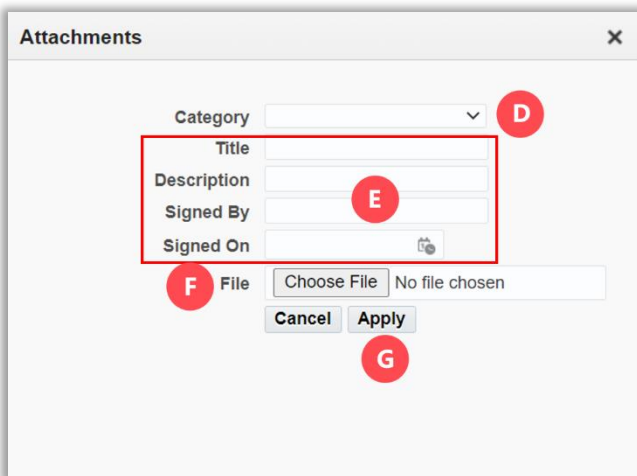 Attachments
Category D
Title
Description
E
Signed By
Signed On
F File Choose File No file chosen
Cancel Apply
G